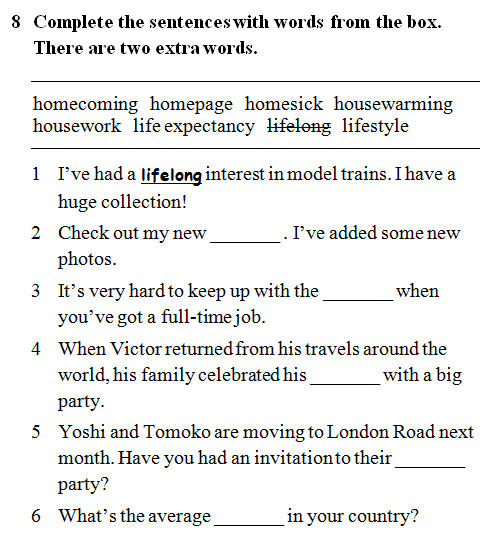 8 Complete the sentences with words from the box.
There are two extra words.
homecoming homepage homesick housewarming
housework life expectancy lifelong lifestyle
1 I've had a lifelong interest in model trains. I have a
huge collection!
2 Check out my new _______ . I've added some new
photos.
3 It's very hard to keep up with the _______ when
you've got a full-time job.
4 When Victor returned from his travels around the
world, his family celebrated his _______ with a big
party.
5 Yoshi and Tomoko are moving to London Road next
month. Have you had an invitation to their _______
party?
6 What's the average _______ in your country?